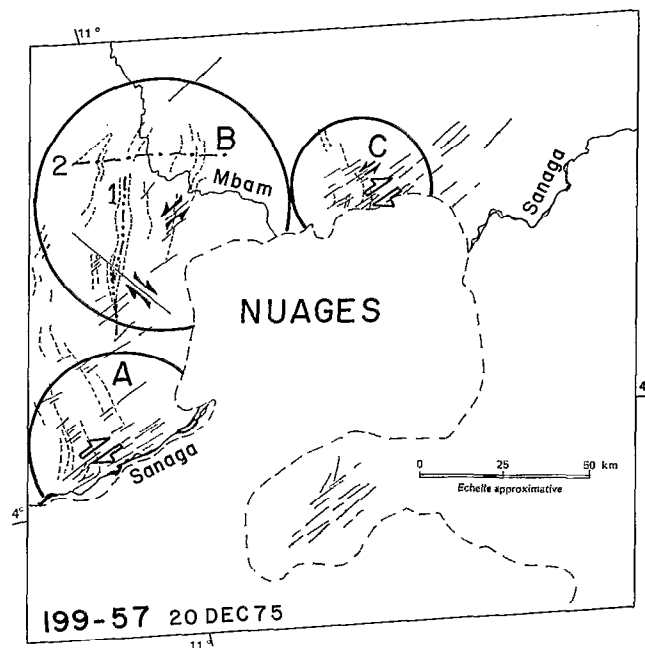 11°
B
C
2
1
Mbam
Sanaga
NUAGES
A
4
Sanaga
0 25 50 km
Echelle approximative
4°
199-57 20 DEC 75
11°